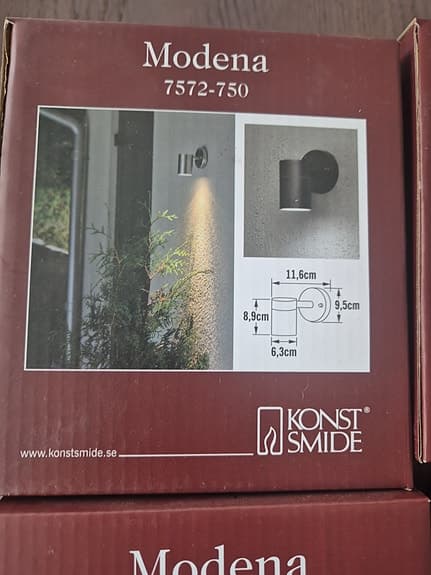 Modena
7572-750
11,6cm
9,5cm
8,9cm
6,3cm
www.konstsmide.se
KONST®
SMIDE
Modena